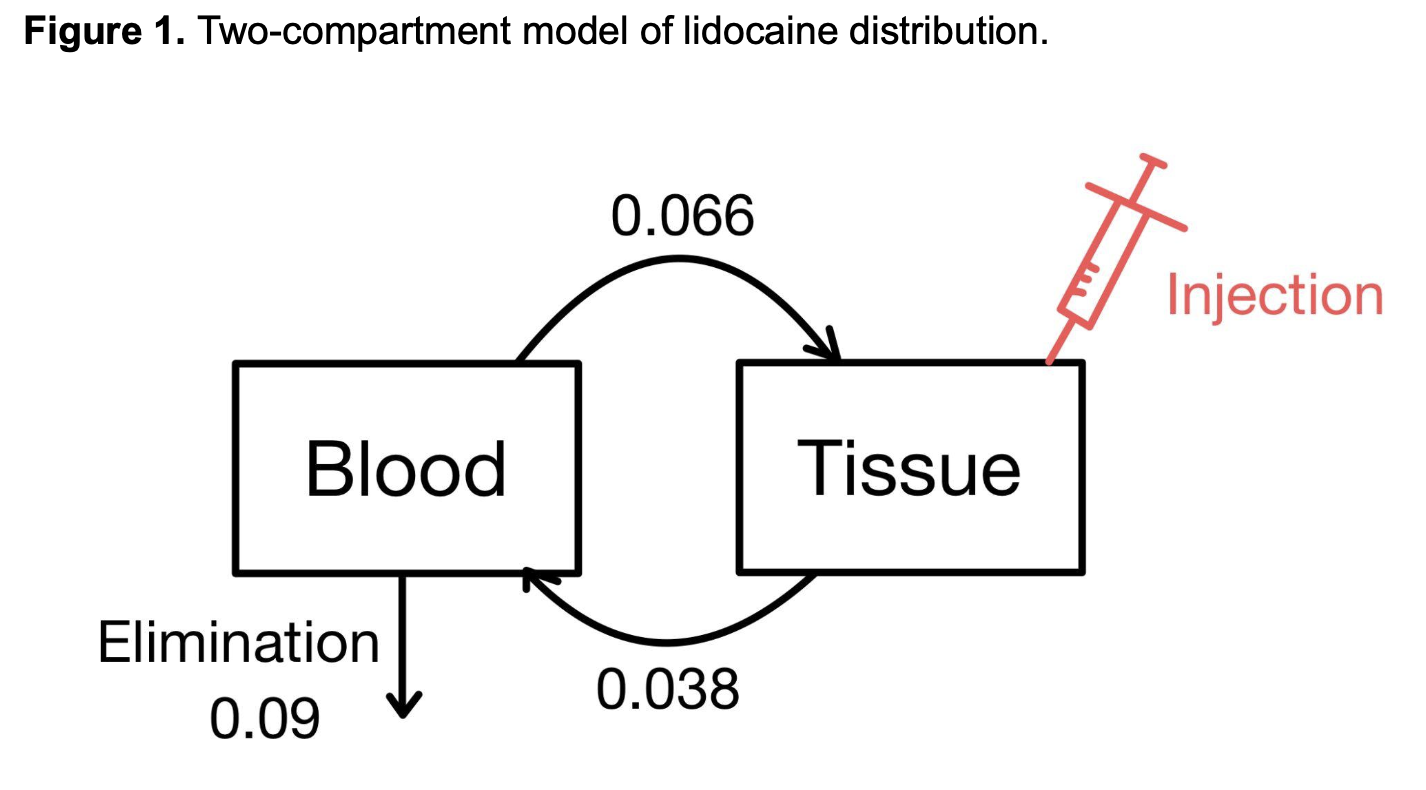 Figure 1. Two-compartment model of lidocaine distribution.
0.066
Injection
Blood
Tissue
Elimination
0.09
0.038